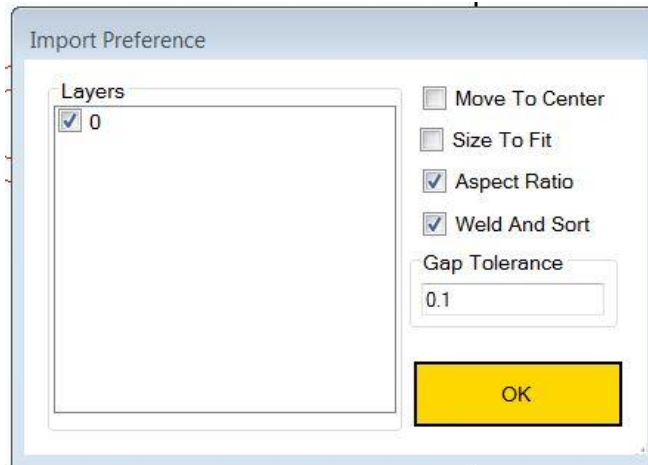 Import Preference
Layers
0
Move To Center
Size To Fit
Aspect Ratio
Weld And Sort
Gap Tolerance
0.1
OK